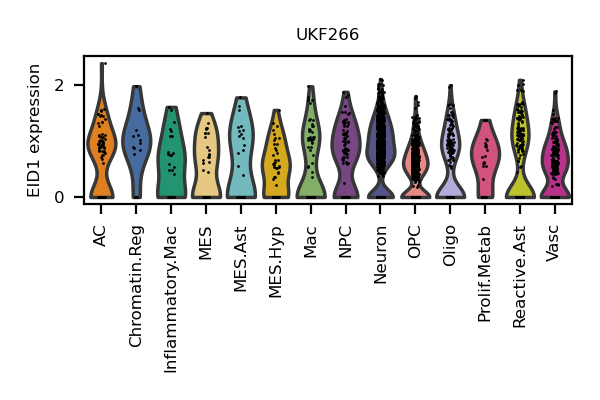 UKF266
EID1 expression
2
0
AC
Chromatin.Reg
Inflammatory.Mac
MES
MES.Ast
MES.Hyp
Mac
NPC
Neuron
OPC
Oligo
Prolif.Metab
Reactive.Ast
Vasc